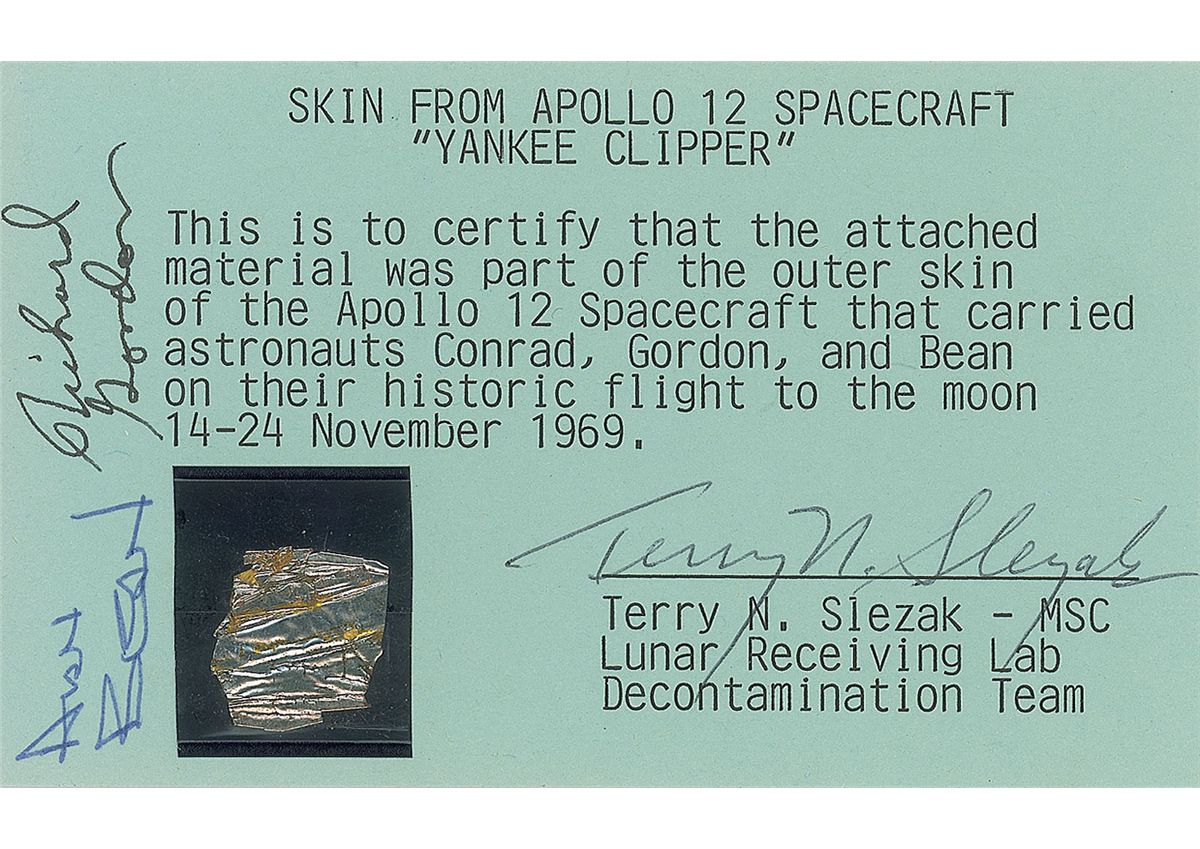 SKIN FROM APOLLO 12 SPACECRAFT
"YANKEE CLIPPER"
This is to certify that the attached
material was part of the outer skin
of the Apollo 12 Spacecraft that carried
astronauts Conrad, Gordon, and Bean
on their historic flight to the moon
14-24 November 1969.
Richard
Gordon
Alan
Bean
Terry N. Slezak
Terry N. Slezak - MSC
Lunar Receiving Lab
Decontamination Team